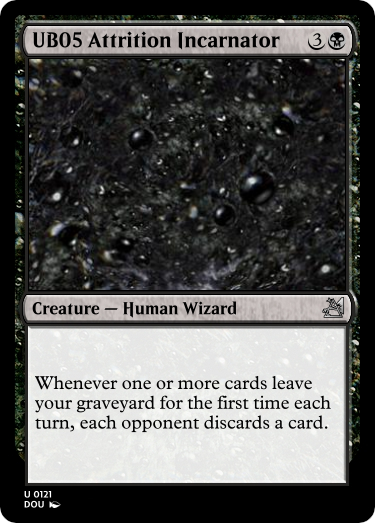 UB05 Attrition Incarnator 3
Creature — Human Wizard
Whenever one or more cards leave
your graveyard for the first time each
turn, each opponent discards a card.
U 0121
DOU